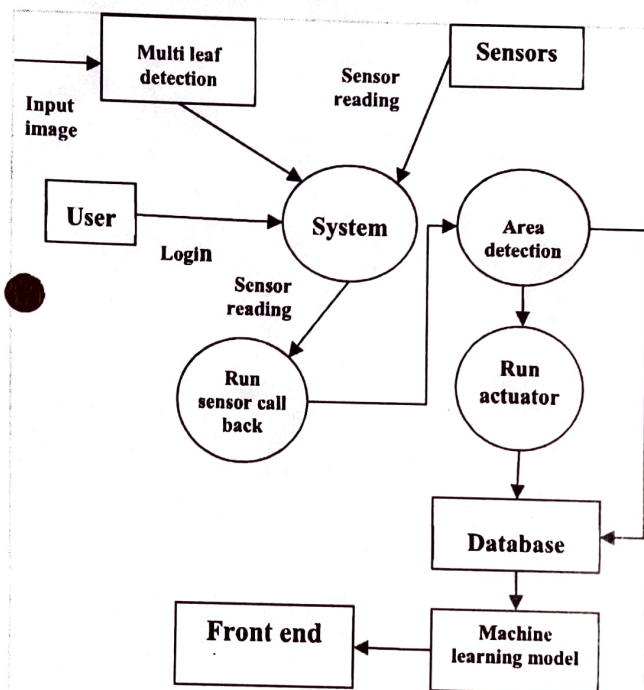 Multi leaf
detection
Sensors
Sensor
reading
Input
image
User
System
Area
detection
Login
Sensor
reading
Run
sensor call
back
Run
actuator
Database
Front end
Machine
learning model